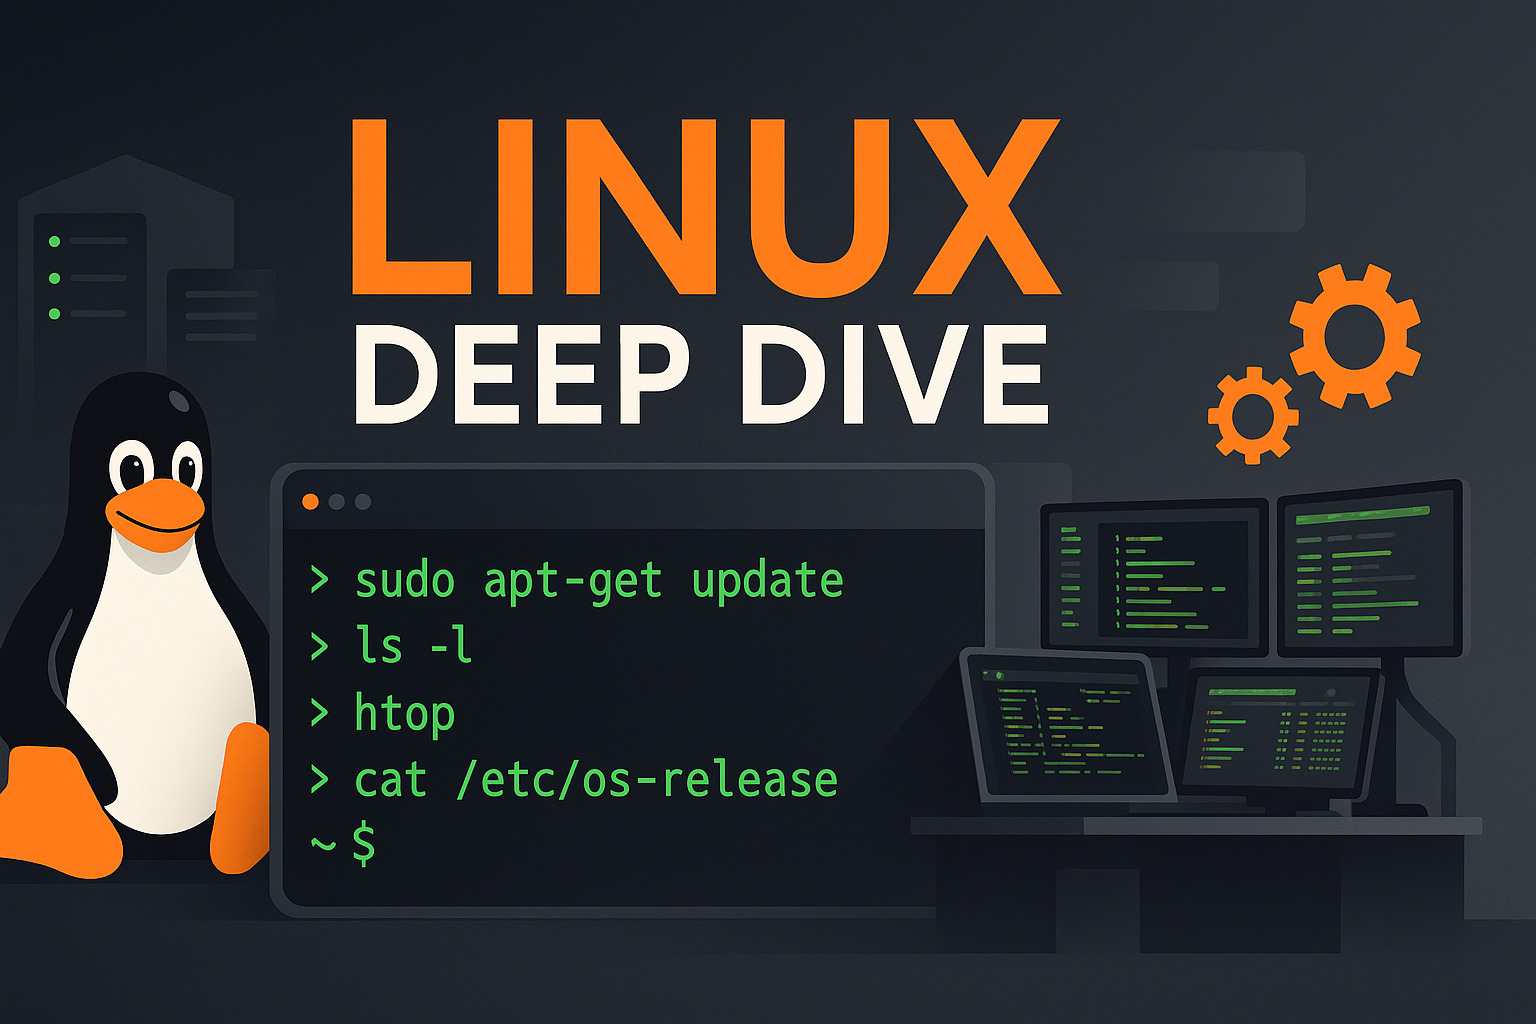 LINUX
DEEP DIVE
> sudo apt-get update
> ls -l
> htop
> cat /etc/os-release
~ $